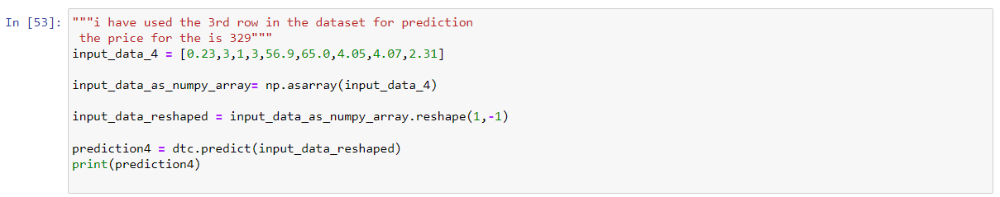 In [53]: """i have used the 3rd row in the dataset for prediction
the price for the is 329"""
input_data_4 = [0.23,3,1,3,56.9,65.0,4.05,4.07,2.31]
input_data_as_numpy_array= np.asarray(input_data_4)
input_data_reshaped = input_data_as_numpy_array.reshape(1,-1)
prediction4 = dtc.predict(input_data_reshaped)
print(prediction4)